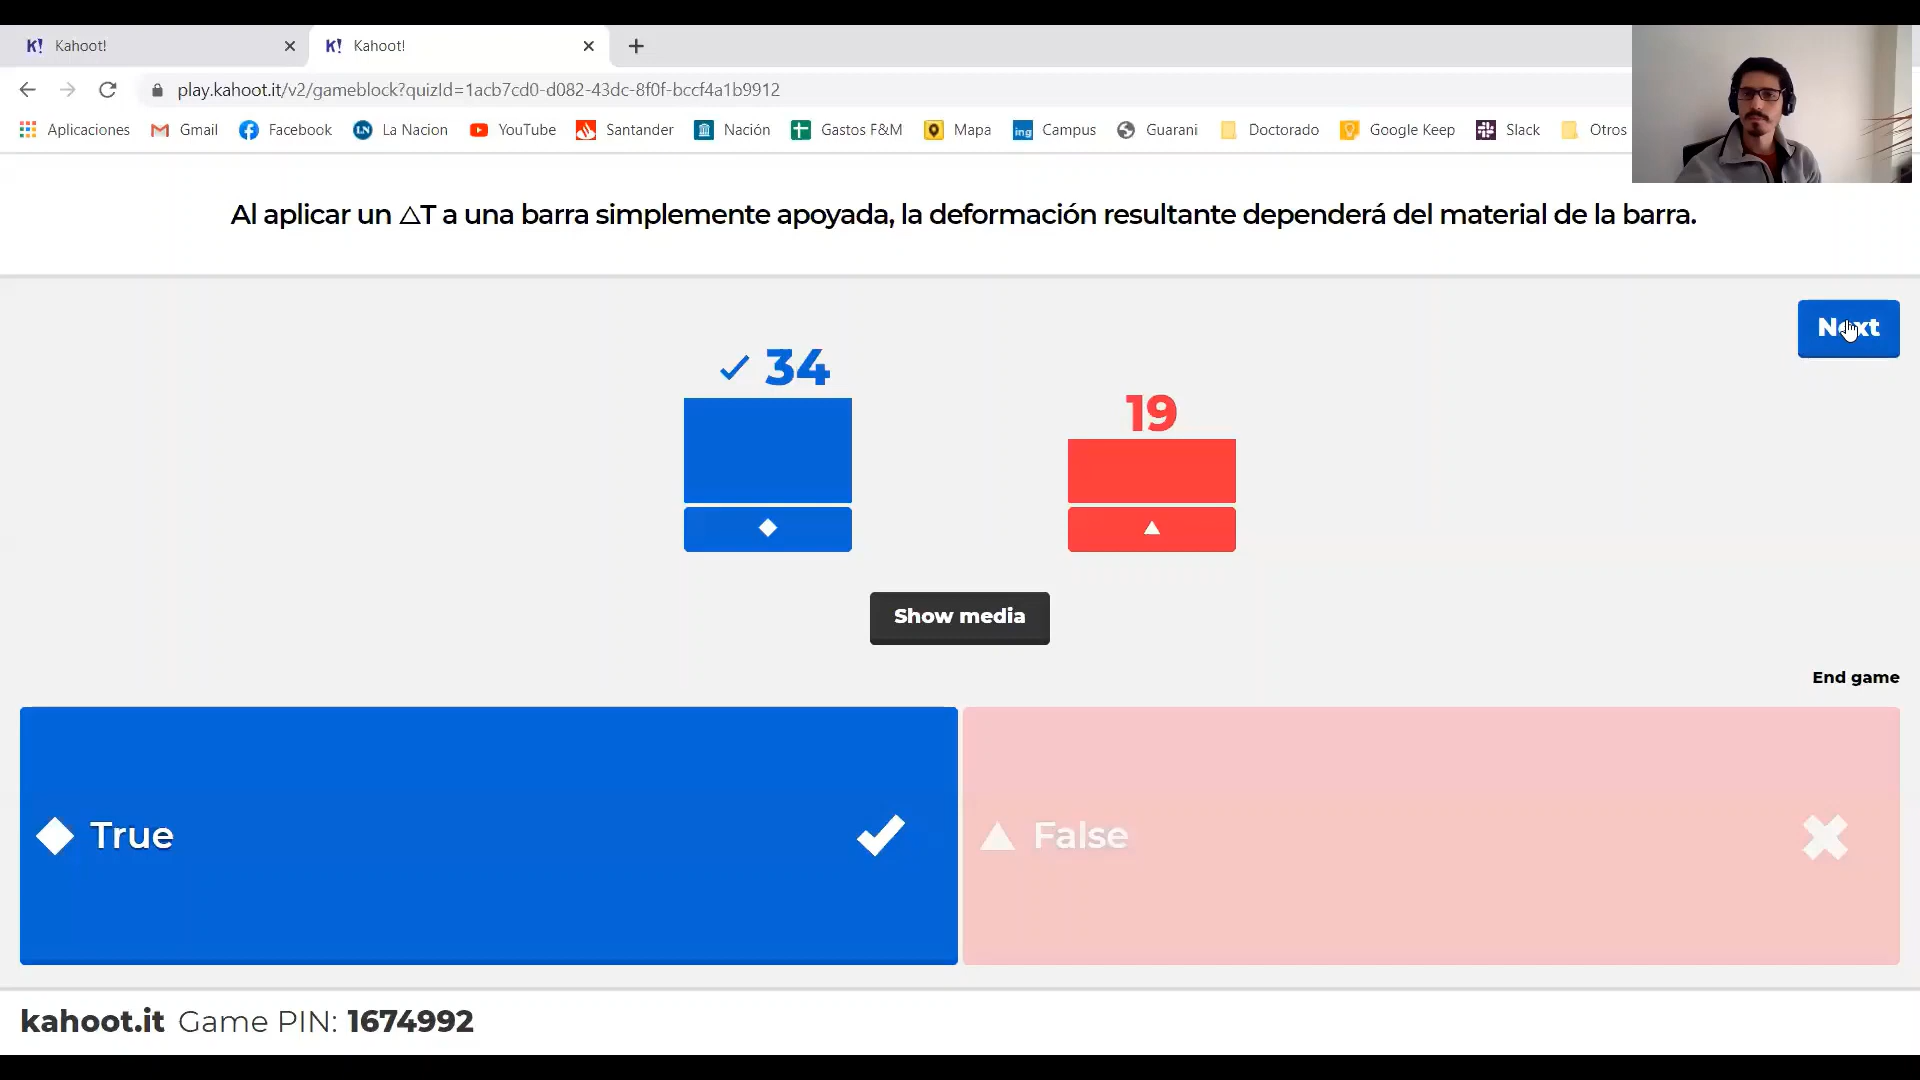 K! Kahoot!
K! Kahoot!
play.kahoot.it/v2/gameblock?quizId=1acb7cd0-d082-43dc-8f0f-bccf4a1b9912
Aplicaciones Gmail Facebook LN La Nacion YouTube Santander Nación Gastos F&M Mapa ing Campus Guarani Doctorado Google Keep Slack Otros
Al aplicar un △T a una barra simplemente apoyada, la deformación resultante dependerá del material de la barra.
Next
34
19
Show media
End game
True
False
kahoot.it Game PIN: 1674992